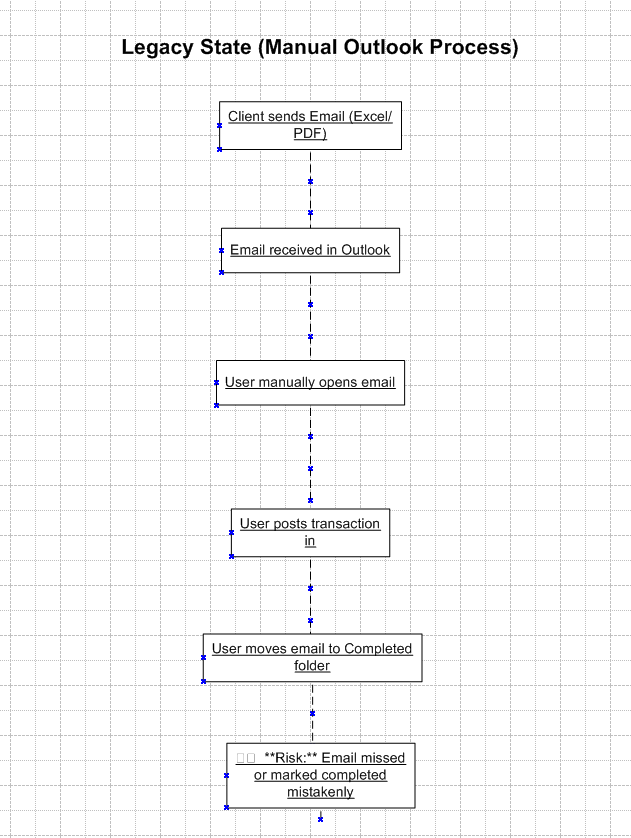 Legacy State (Manual Outlook Process)
Client sends Email (Excel/
PDF)
Email received in Outlook
User manually opens email
User posts transaction
in
User moves email to Completed
folder
**Risk:** Email missed
or marked completed
mistakenly